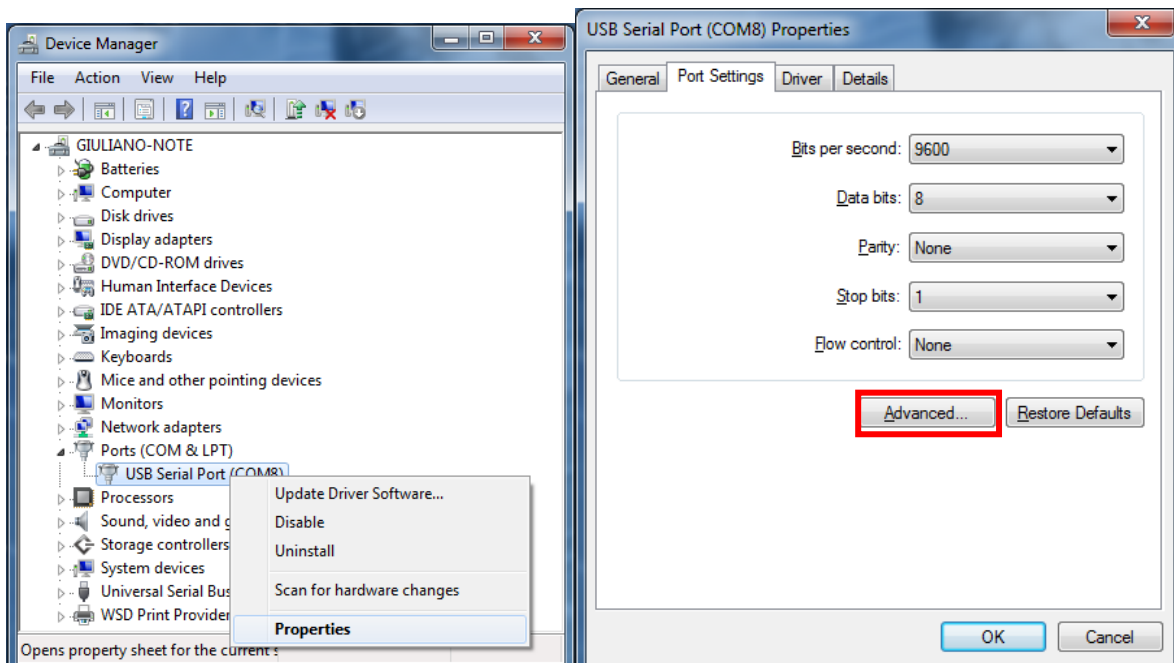 Device Manager
File Action View Help
GIULIANO-NOTE
Batteries
Computer
Disk drives
Display adapters
DVD/CD-ROM drives
Human Interface Devices
IDE ATA/ATAPI controllers
Imaging devices
Keyboards
Mice and other pointing devices
Monitors
Network adapters
Ports (COM & LPT)
USB Serial Port (COM8)
Processors
Sound, video and g
Storage controllers
System devices
Universal Serial Bus
WSD Print Provider
Update Driver Software...
Disable
Uninstall
Scan for hardware changes
Properties
Opens property sheet for the current s
USB Serial Port (COM8) Properties
General Port Settings Driver Details
Bits per second: 9600
Data bits: 8
Parity: None
Stop bits: 1
Flow control: None
Advanced... Restore Defaults
OK Cancel